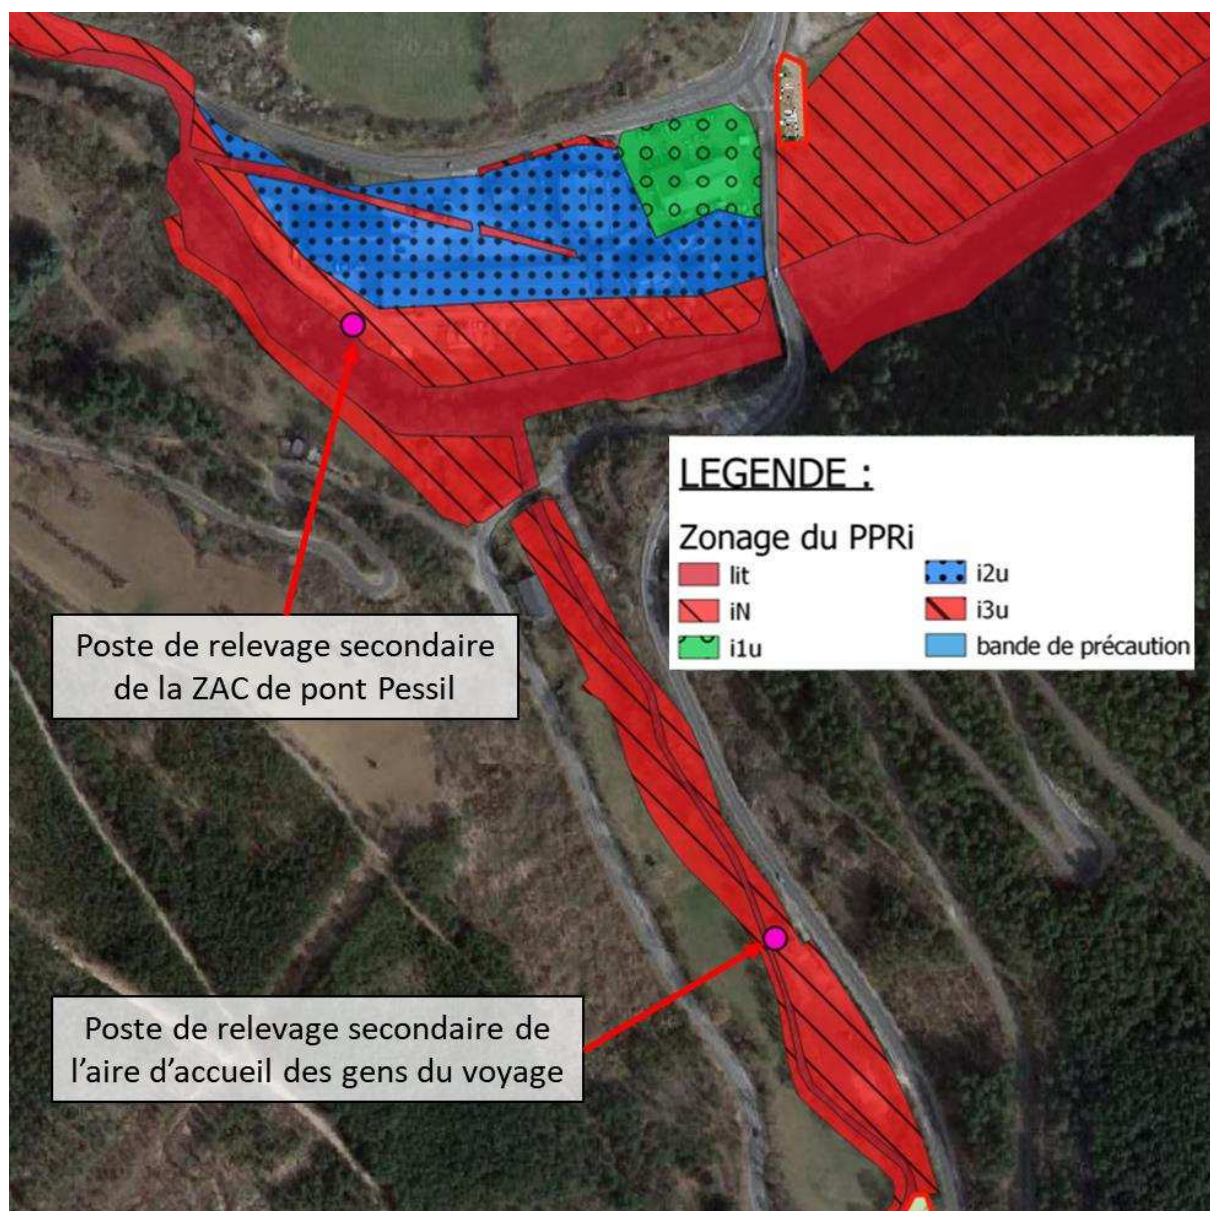 LEGENDE :
Zonage du PPRi
lit
i2u
iN
i3u
i1u
bande de précaution
Poste de relevage secondaire
de la ZAC de pont Pessil
Poste de relevage secondaire de
l'aire d'accueil des gens du voyage